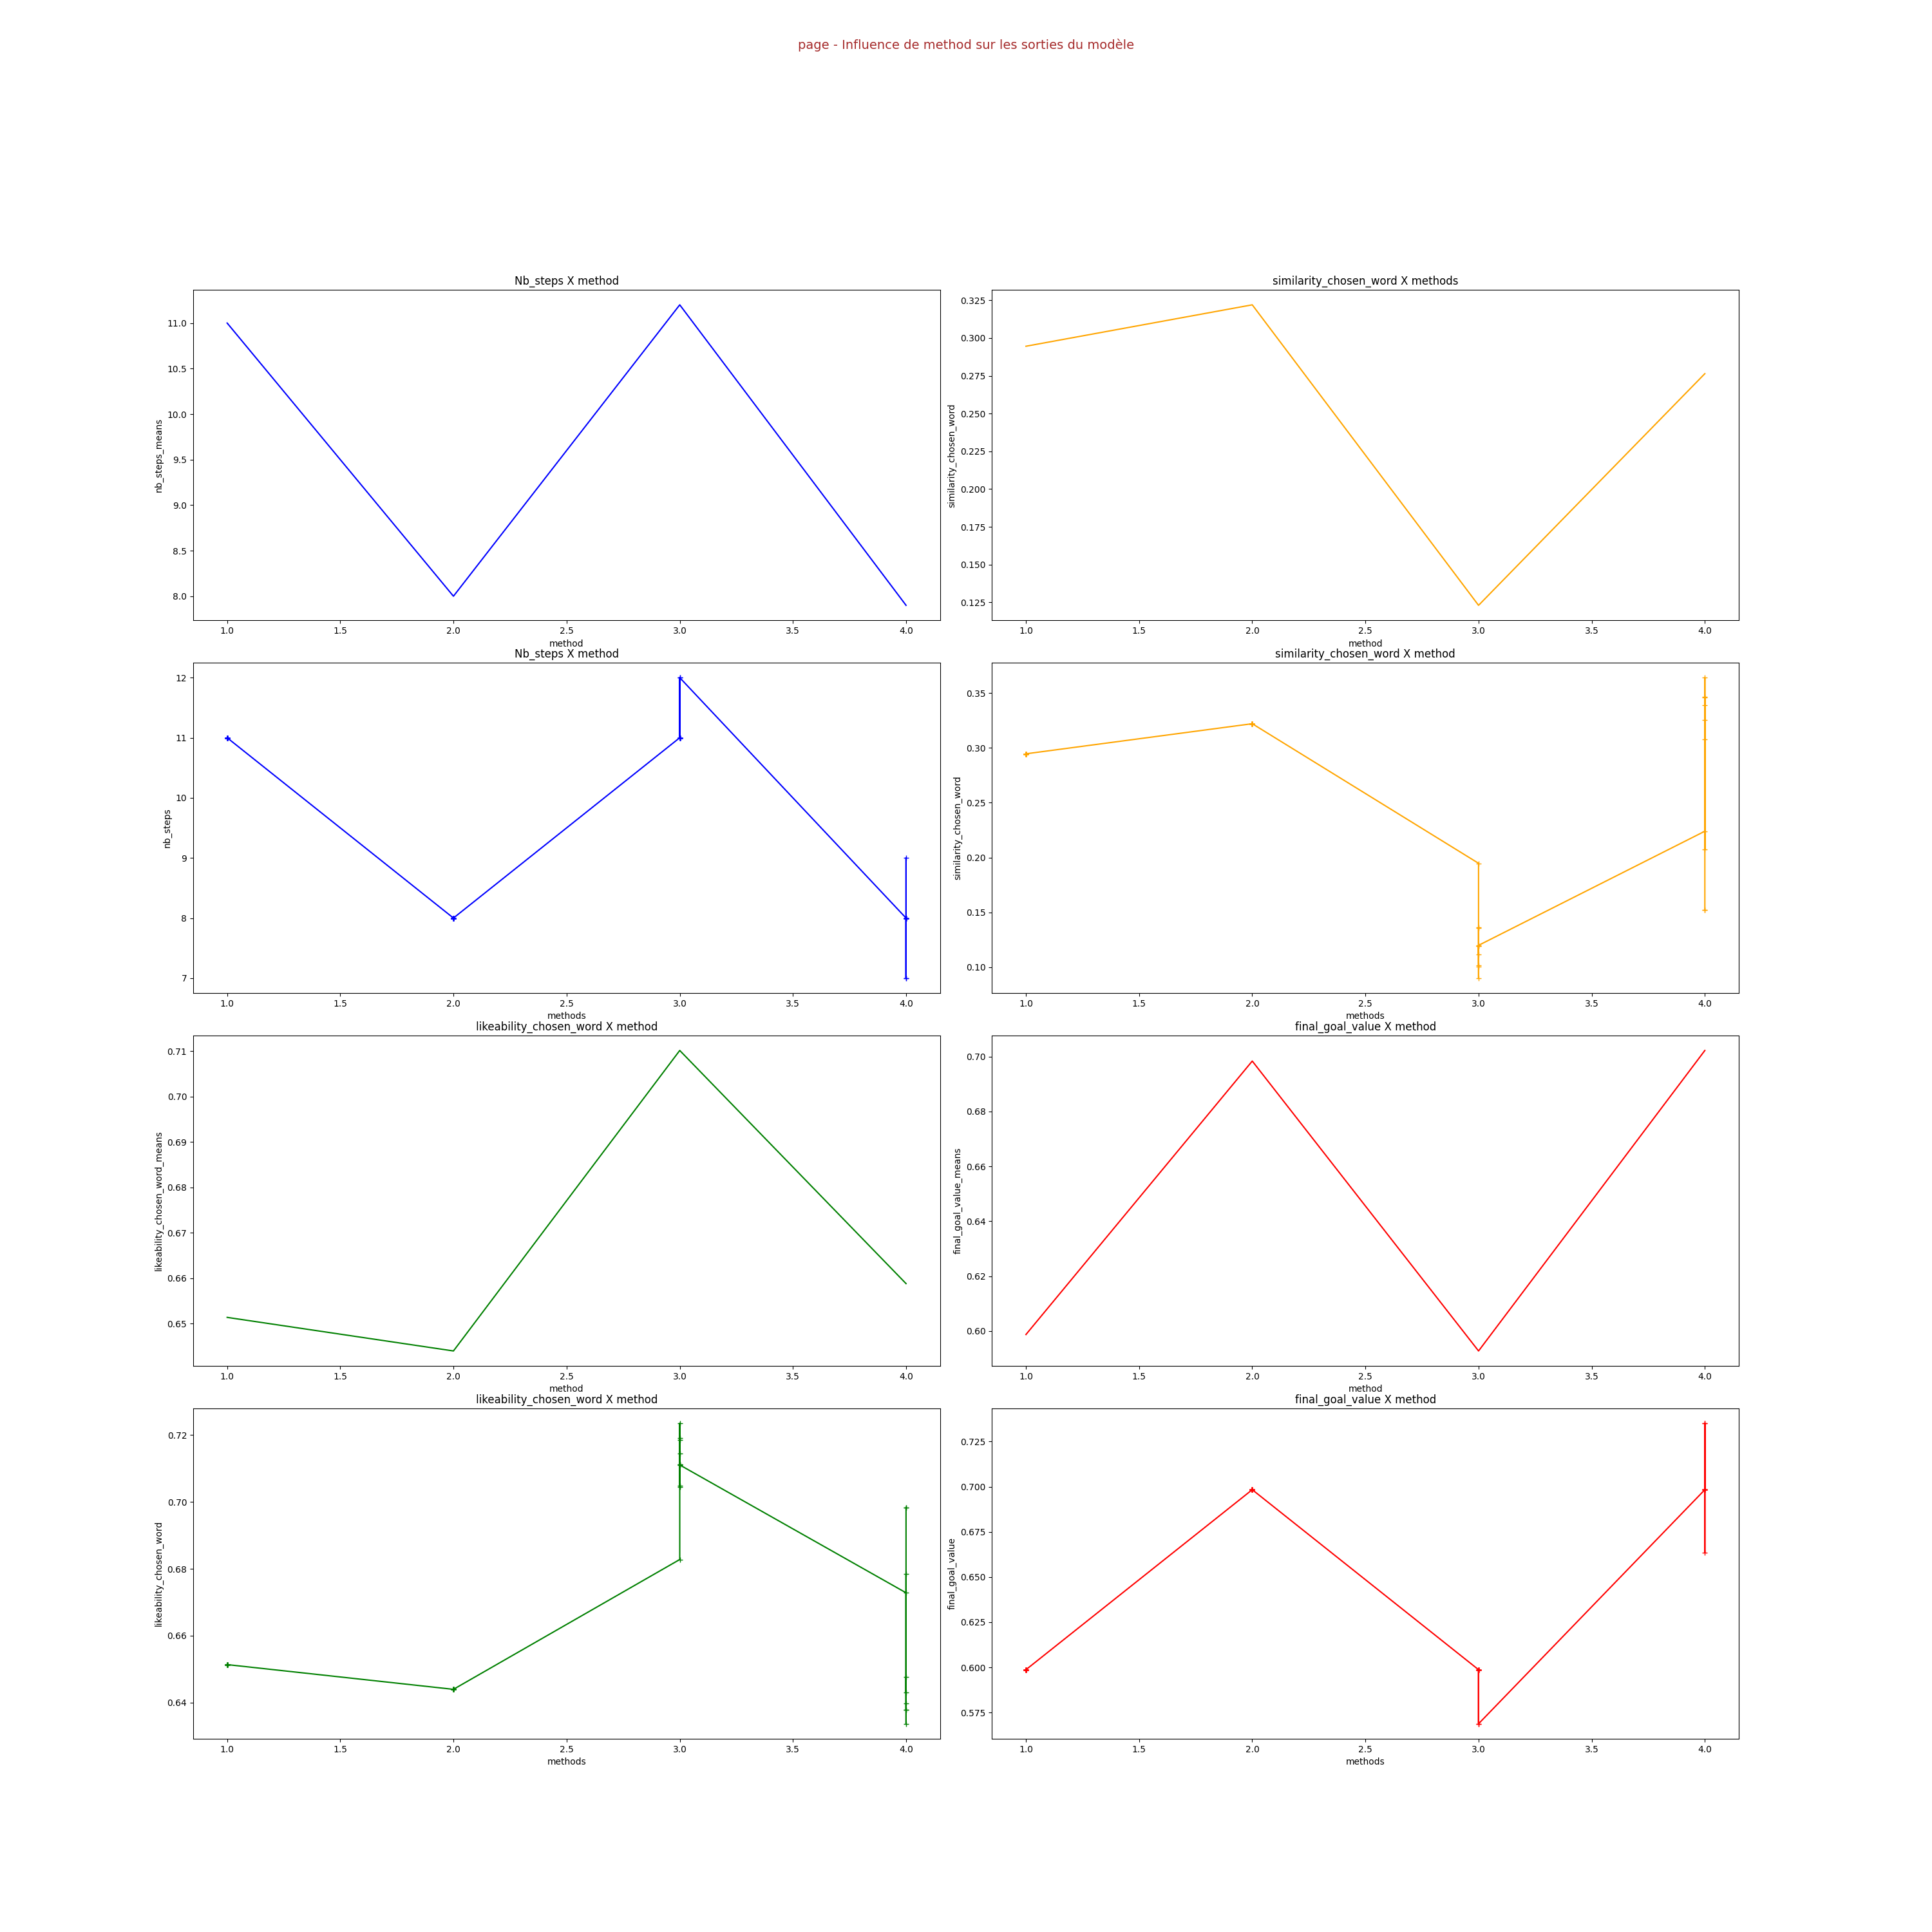 page - Influence de method sur les sorties du modèle
Nb_steps X method
nb_steps_means
11.0
10.5
10.0
9.5
9.0
8.5
8.0
1.0 1.5 2.0 2.5 3.0 3.5 4.0
method
similarity_chosen_word X methods
similarity_chosen_word
0.325
0.300
0.275
0.250
0.225
0.200
0.175
0.150
0.125
1.0 1.5 2.0 2.5 3.0 3.5 4.0
method
Nb_steps X method
nb_steps
12
11
10
9
8
7
1.0 1.5 2.0 2.5 3.0 3.5 4.0
methods
similarity_chosen_word X method
similarity_chosen_word
0.35
0.30
0.25
0.20
0.15
0.10
1.0 1.5 2.0 2.5 3.0 3.5 4.0
methods
likeability_chosen_word X method
likeability_chosen_word_means
0.71
0.70
0.69
0.68
0.67
0.66
0.65
1.0 1.5 2.0 2.5 3.0 3.5 4.0
method
final_goal_value X method
final_goal_value_means
0.70
0.68
0.66
0.64
0.62
0.60
1.0 1.5 2.0 2.5 3.0 3.5 4.0
method
likeability_chosen_word X method
likeability_chosen_word
0.72
0.70
0.68
0.66
0.64
1.0 1.5 2.0 2.5 3.0 3.5 4.0
methods
final_goal_value X method
final_goal_value
0.725
0.700
0.675
0.650
0.625
0.600
0.575
1.0 1.5 2.0 2.5 3.0 3.5 4.0
methods